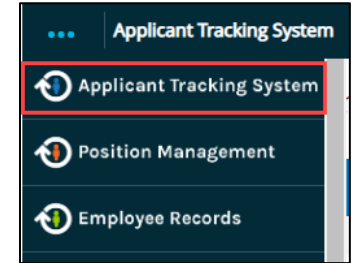 Applicant Tracking System
Applicant Tracking System
Position Management
Employee Records